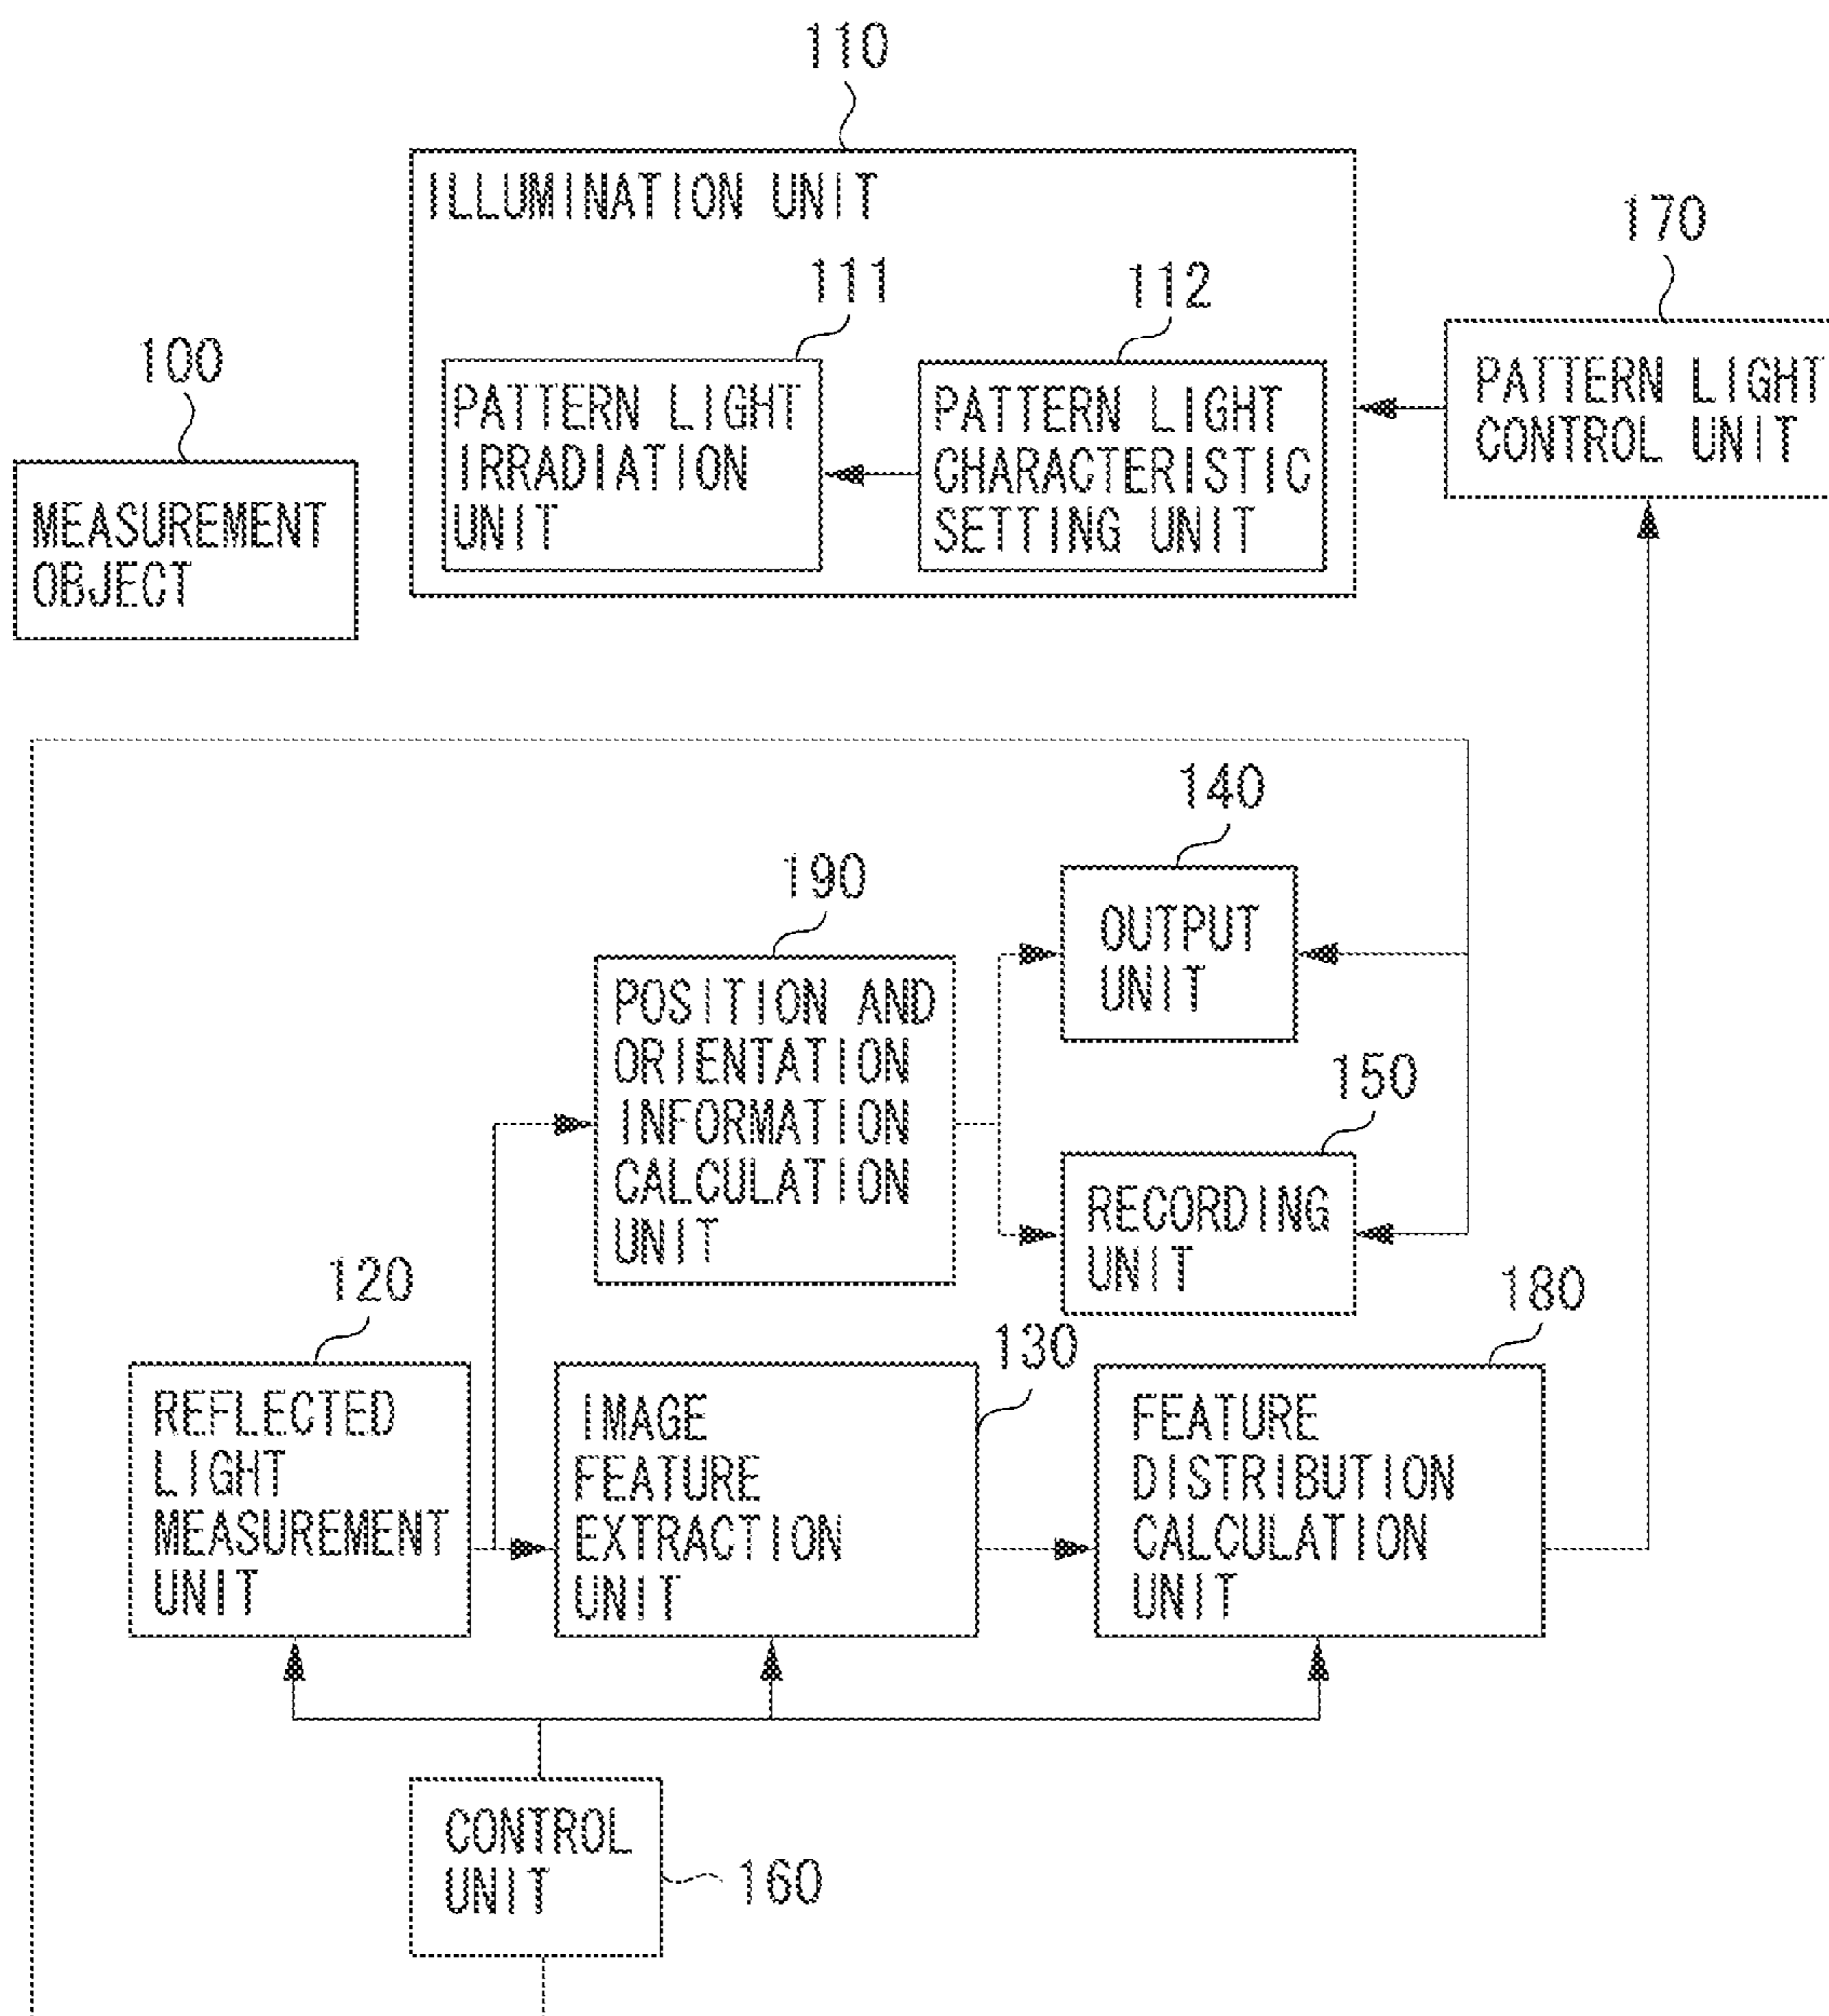 110
ILLUMINATION UNIT
111
PATTERN LIGHT
IRRADIATION
UNIT
112
PATTERN LIGHT
CHARACTERISTIC
SETTING UNIT
170
PATTERN LIGHT
CONTROL UNIT
100
MEASUREMENT
OBJECT
140
OUTPUT
UNIT
190
POSITION AND
ORIENTATION
INFORMATION
CALCULATION
UNIT
150
RECORDING
UNIT
120
REFLECTED
LIGHT
MEASUREMENT
UNIT
130
IMAGE
FEATURE
EXTRACTION
UNIT
180
FEATURE
DISTRIBUTION
CALCULATION
UNIT
CONTROL
UNIT
160